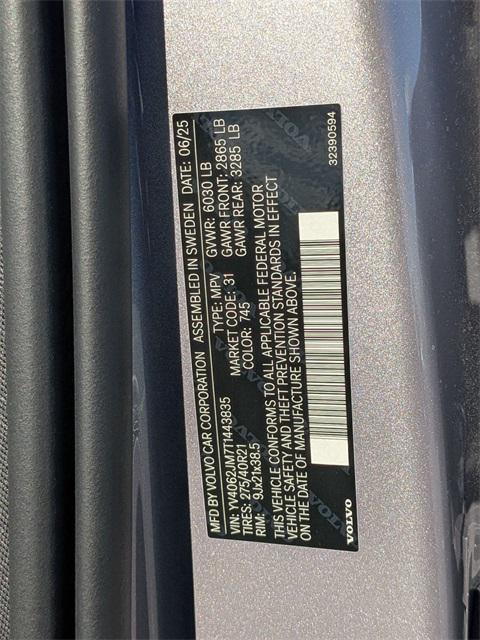 MFD BY VOLVO CAR CORPORATION ASSEMBLED IN SWEDEN DATE: 06/25
VIN: YV4062JM7T1443835 TYPE: MPV GVWR: 6030 LB
TIRES: 275/40R21 MARKET CODE: 31 GAWR FRONT: 2865 LB
RIM: 9Jx21x38.5 COLOR: 745 GAWR REAR: 3285 LB
THIS VEHICLE CONFORMS TO ALL APPLICABLE FEDERAL MOTOR
VEHICLE SAFETY AND THEFT PREVENTION STANDARDS IN EFFECT
ON THE DATE OF MANUFACTURE SHOWN ABOVE.
VOLVO 32390594